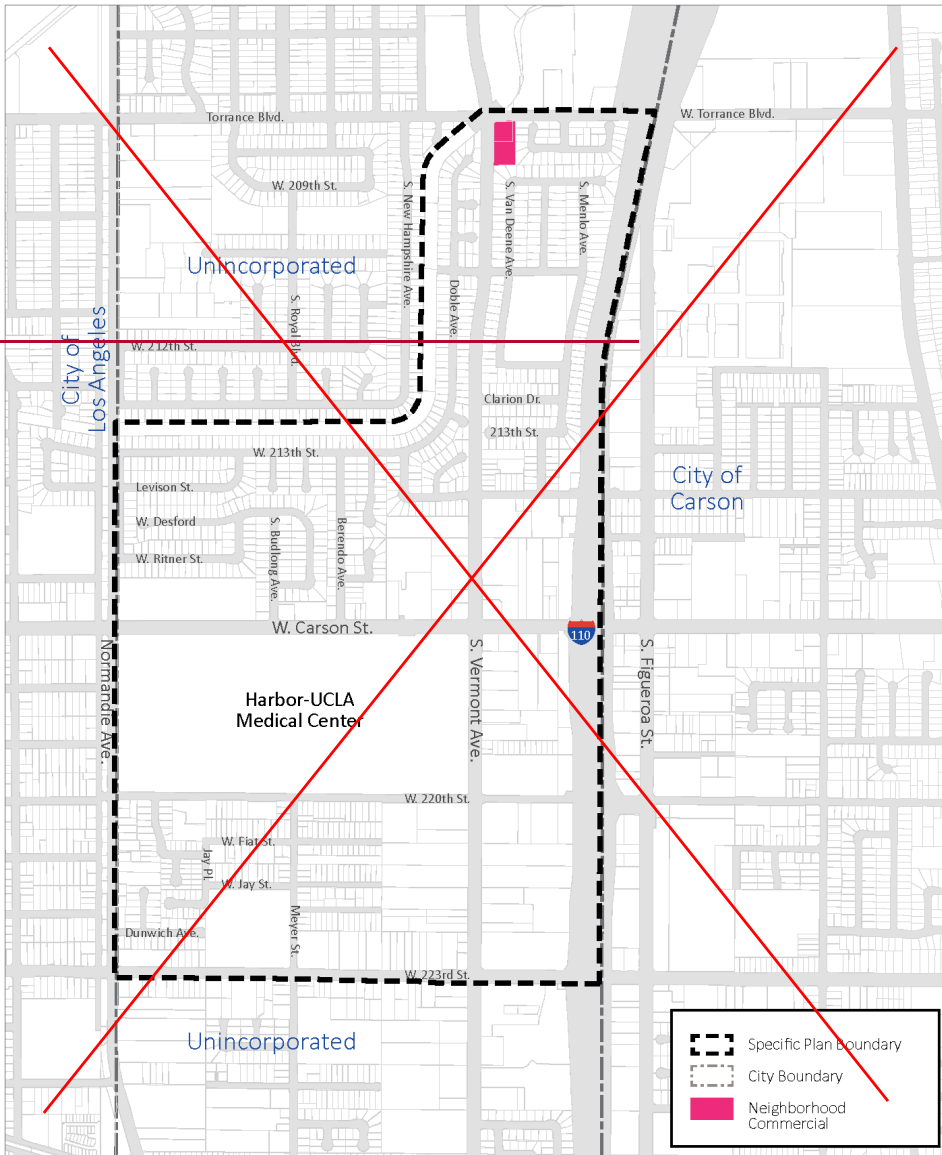 Torrance Blvd.
W. Torrance Blvd.
W. 209th St.
S. New Hampshire Ave.
S. Van Deene Ave.
S. Menlo Ave.
Unincorporated
Doble Ave.
S. Royal Blvd.
City of
Los Angeles
W. 212th St.
Clarion Dr.
213th St.
W. 213th St.
City of
Carson
Levison St.
W. Desford
S. Budlong Ave.
Berendo Ave.
W. Ritner St.
W. Carson St.
110
Normandie Ave.
Harbor-UCLA
Medical Center
S. Vermont Ave.
S. Figueroa St.
W. 220th St.
W. Fiat St.
Jay Pl.
W. Jay St.
Meyer St.
Dunwich Ave.
W. 223rd St.
Unincorporated
Specific Plan Boundary
City Boundary
Neighborhood
Commercial